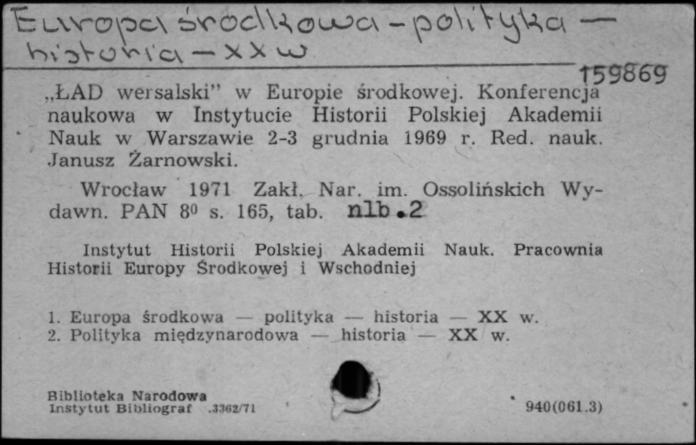 Europa środkowa – polityka –
historia – XX w
159869
„ŁAD wersalski” w Europie środkowej. Konferencja
naukowa w Instytucie Historii Polskiej Akademii
Nauk w Warszawie 2-3 grudnia 1969 r. Red. nauk.
Janusz Żarnowski.
Wrocław 1971 Zakł. Nar. im. Ossolińskich Wy-
dawn. PAN 8⁰ s. 165, tab. nlb.2
Instytut Historii Polskiej Akademii Nauk. Pracownia
Historii Europy Środkowej i Wschodniej
1. Europa środkowa — polityka — historia — XX w.
2. Polityka międzynarodowa — historia — XX w.
Biblioteka Narodowa
Instytut Bibliograf .3362/71
940(061.3)